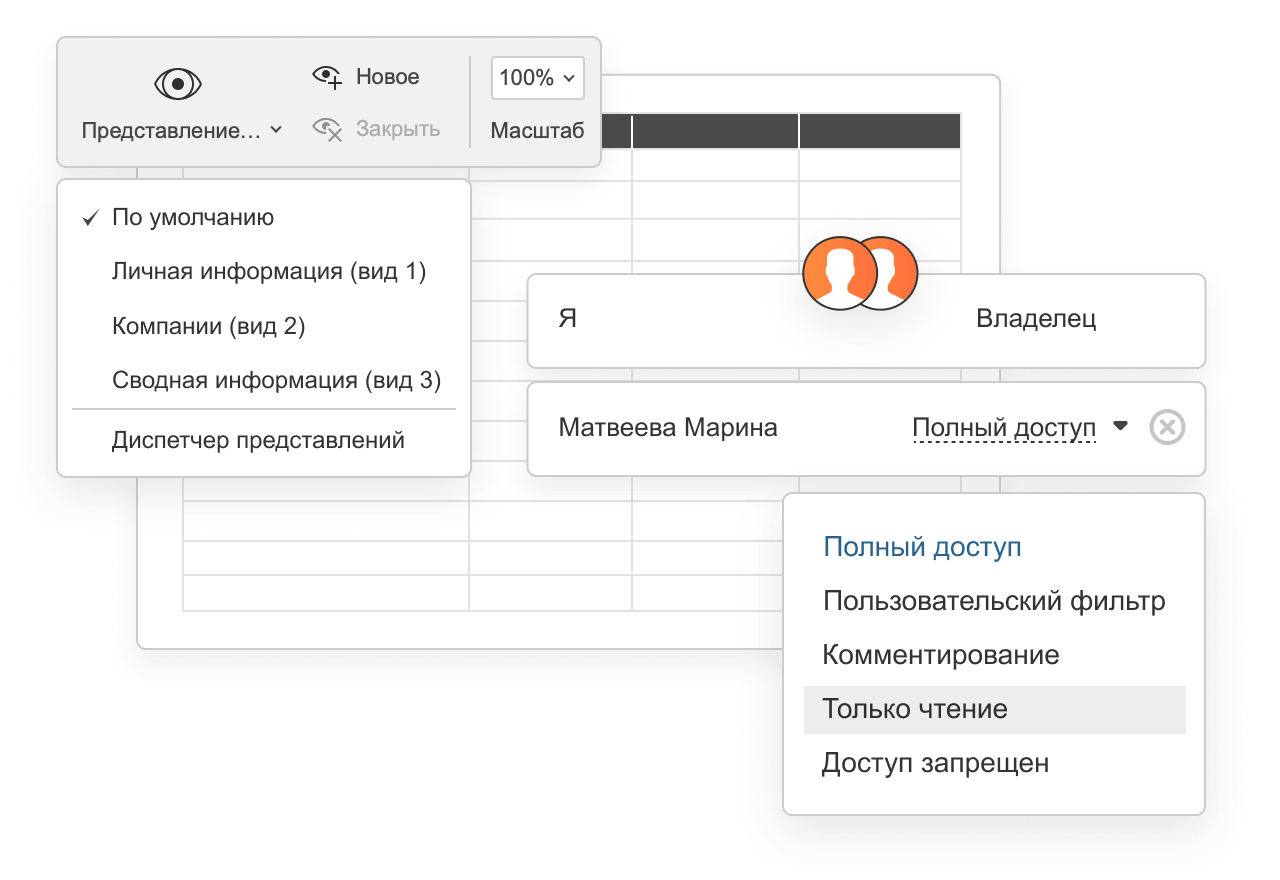 Представление...
Новое
Закрыть
100%
Масштаб
По умолчанию
Личная информация (вид 1)
Компании (вид 2)
Сводная информация (вид 3)
Диспетчер представлений
Я
Владелец
Матвеева Марина
Полный доступ
Полный доступ
Пользовательский фильтр
Комментирование
Только чтение
Доступ запрещен